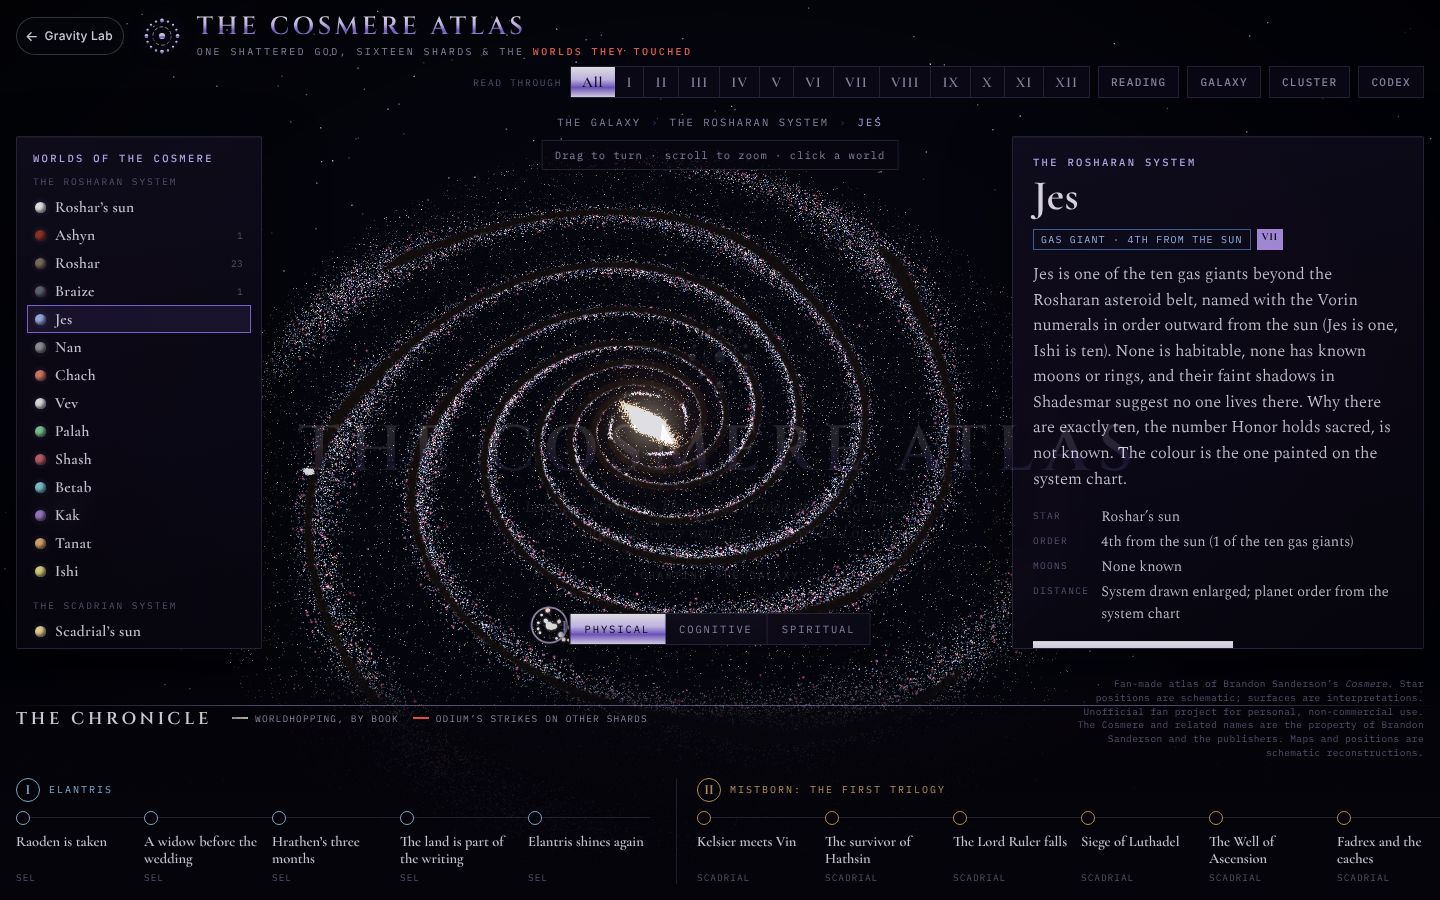 ← Gravity Lab
THE COSMERE ATLAS
ONE SHATTERED GOD, SIXTEEN SHARDS & THE WORLDS THEY TOUCHED
READ THROUGH All I II III IV V VI VII VIII IX X XI XII READING GALAXY CLUSTER CODEX
THE GALAXY › THE ROSHARAN SYSTEM › JES
Drag to turn · scroll to zoom · click a world
WORLDS OF THE COSMERE
THE ROSHARAN SYSTEM
Roshar’s sun
Ashyn 1
Roshar 23
Braize 1
Jes
Nan
Chach
Vev
Palah
Shash
Betab
Kak
Tanat
Ishi
THE SCADRIAN SYSTEM
Scadrial’s sun
THE COSMERE ATLAS
PHYSICAL COGNITIVE SPIRITUAL
THE ROSHARAN SYSTEM
Jes
GAS GIANT · 4TH FROM THE SUN VII
Jes is one of the ten gas giants beyond the
Rosharan asteroid belt, named with the Vorin
numerals in order outward from the sun (Jes is one,
Ishi is ten). None is habitable, none has known
moons or rings, and their faint shadows in
Shadesmar suggest no one lives there. Why there
are exactly ten, the number Honor holds sacred, is
not known. The colour is the one painted on the
system chart.
STAR Roshar’s sun
ORDER 4th from the sun (1 of the ten gas giants)
MOONS None known
DISTANCE System drawn enlarged; planet order from the
system chart
· Fan-made atlas of Brandon Sanderson’s Cosmere. Star
positions are schematic; surfaces are interpretations.
Unofficial fan project for personal, non-commercial use.
The Cosmere and related names are the property of Brandon
Sanderson and the publishers. Maps and positions are
schematic reconstructions.
THE CHRONICLE WORLDHOPPING, BY BOOK ODIUM’S STRIKES ON OTHER SHARDS
I ELANTRIS
Raoden is taken
SEL
A widow before the
wedding
SEL
Hrathen’s three
months
SEL
The land is part of
the writing
SEL
Elantris shines again
SEL
II MISTBORN: THE FIRST TRILOGY
Kelsier meets Vin
SCADRIAL
The survivor of
Hathsin
SCADRIAL
The Lord Ruler falls
SCADRIAL
Siege of Luthadel
SCADRIAL
The Well of
Ascension
SCADRIAL
Fadrex and the
caches
SCADRIAL